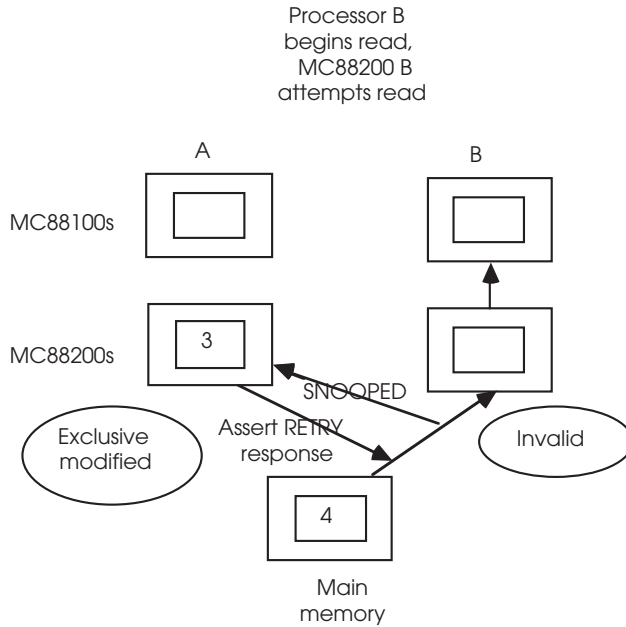 Processor B
begins read,
MC88200 B
attempts read
A
B
MC88100s
MC88200s
3
SNOOPED
Exclusive
modified
Assert RETRY
response
Invalid
4
Main
memory